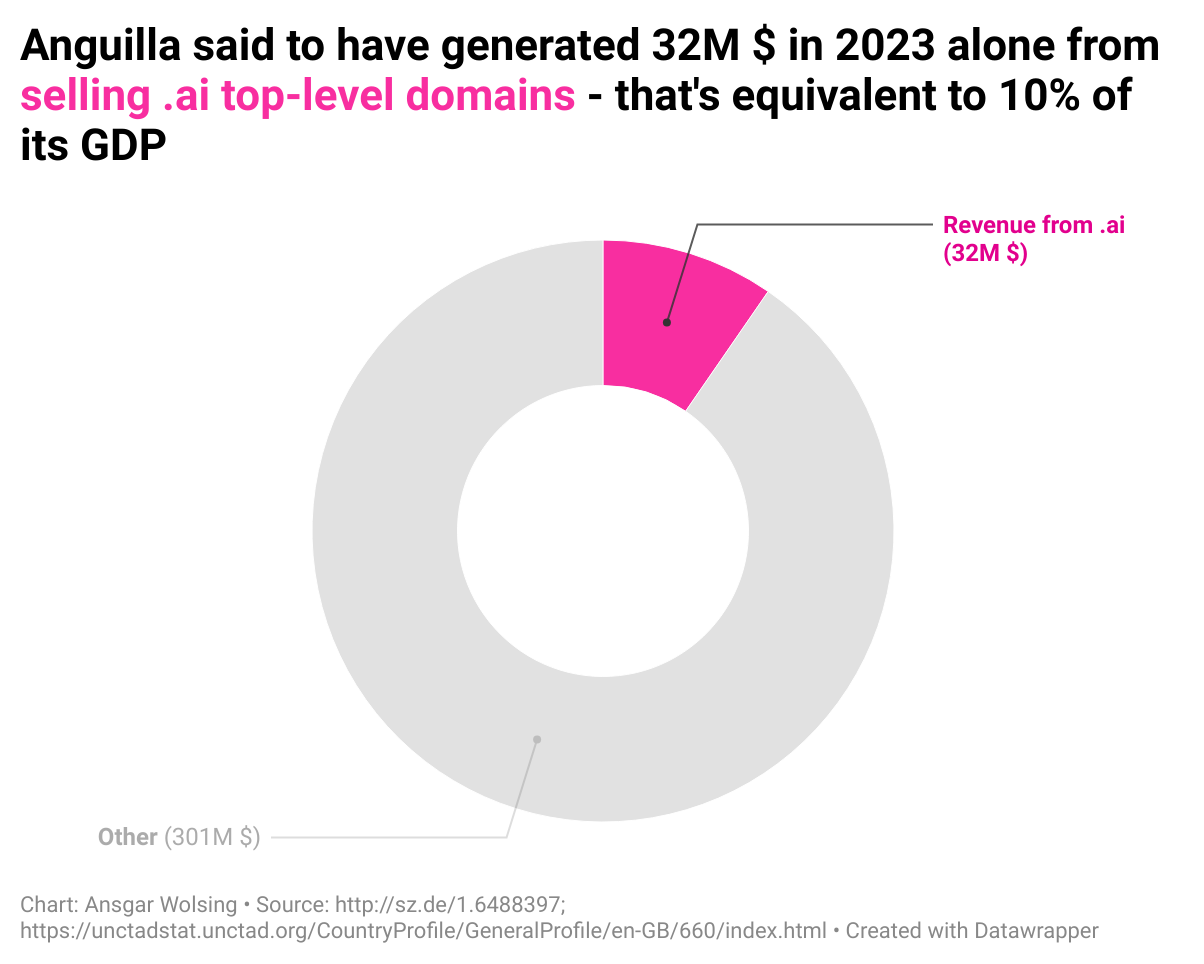 Anguilla said to have generated 32M $ in 2023 alone from
selling .ai top-level domains - that's equivalent to 10% of
its GDP
Revenue from .ai
(32M $)
Other (301M $)
Chart: Ansgar Wolsing • Source: http://sz.de/1.6488397;
https://unctadstat.unctad.org/CountryProfile/GeneralProfile/en-GB/660/index.html • Created with Datawrapper